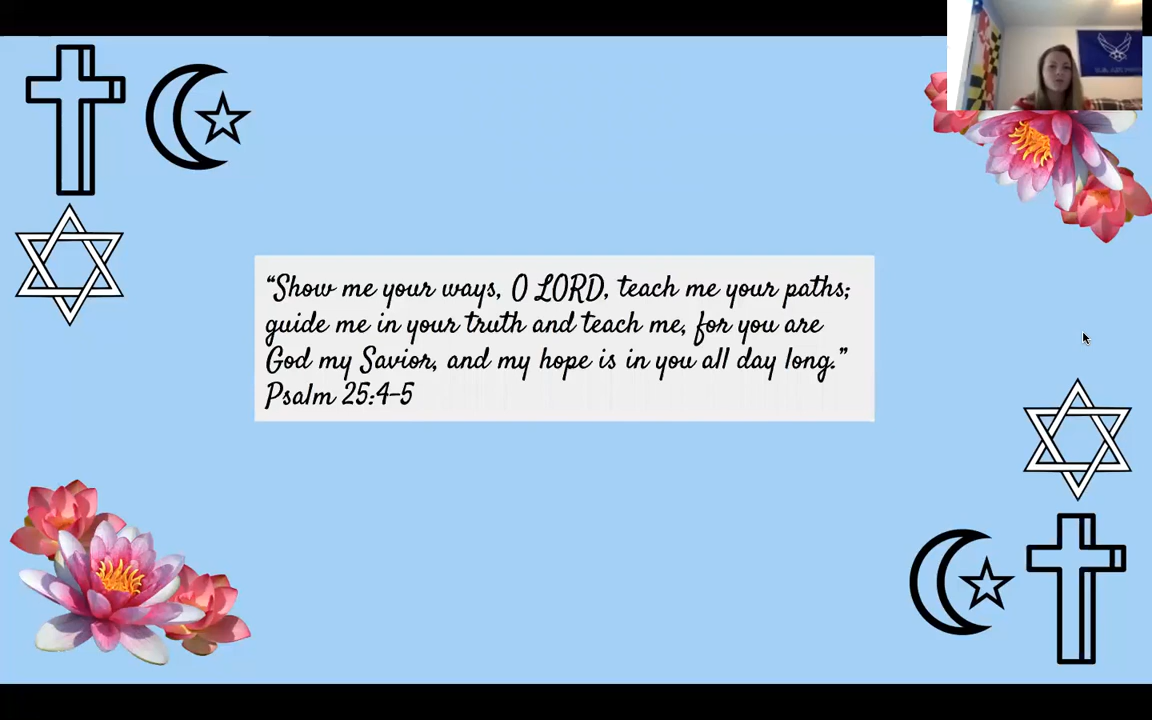 “Show me your ways, O LORD, teach me your paths;
guide me in your truth and teach me, for you are
God my Savior, and my hope is in you all day long.”
Psalm 25:4-5